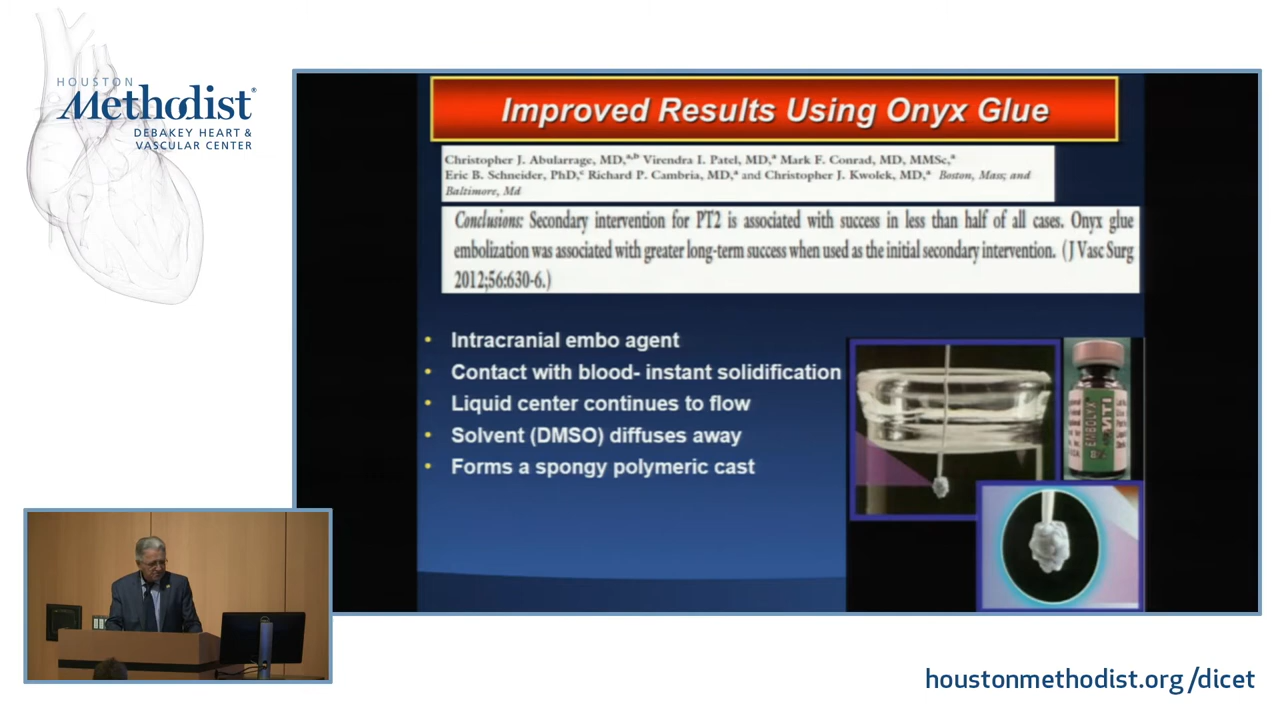 HOUSTON
Methodist®
DEBAKEY HEART &
VASCULAR CENTER
Improved Results Using Onyx Glue
Christopher J. Abularrage, MD,a,b Virendra I. Patel, MD,a Mark F. Conrad, MD, MMSc,a
Eric B. Schneider, PhD,c Richard P. Cambria, MD,a and Christopher J. Kwolek, MD,a Boston, Mass; and
Baltimore, Md
Conclusions: Secondary intervention for PT2 is associated with success in less than half of all cases. Onyx glue
embolization was associated with greater long-term success when used as the initial secondary intervention. (J Vasc Surg
2012;56:630-6.)
• Intracranial embo agent
• Contact with blood- instant solidification
• Liquid center continues to flow
• Solvent (DMSO) diffuses away
• Forms a spongy polymeric cast
EMBOLYX
MTI
houstonmethodist.org/dicet